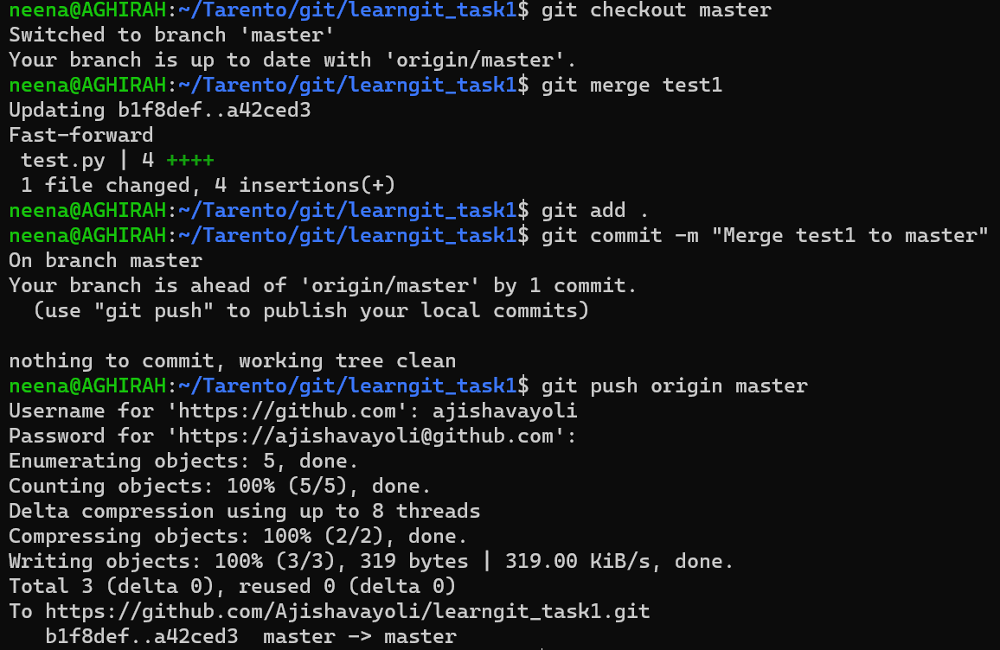 neena@AGHIRAH:~/Tarento/git/learngit_task1$ git checkout master
Switched to branch 'master'
Your branch is up to date with 'origin/master'.
neena@AGHIRAH:~/Tarento/git/learngit_task1$ git merge test1
Updating b1f8def..a42ced3
Fast-forward
 test.py | 4 ++++
 1 file changed, 4 insertions(+)
neena@AGHIRAH:~/Tarento/git/learngit_task1$ git add .
neena@AGHIRAH:~/Tarento/git/learngit_task1$ git commit -m "Merge test1 to master"
On branch master
Your branch is ahead of 'origin/master' by 1 commit.
  (use "git push" to publish your local commits)

nothing to commit, working tree clean
neena@AGHIRAH:~/Tarento/git/learngit_task1$ git push origin master
Username for 'https://github.com': ajishavayoli
Password for 'https://ajishavayoli@github.com':
Enumerating objects: 5, done.
Counting objects: 100% (5/5), done.
Delta compression using up to 8 threads
Compressing objects: 100% (2/2), done.
Writing objects: 100% (3/3), 319 bytes | 319.00 KiB/s, done.
Total 3 (delta 0), reused 0 (delta 0)
To https://github.com/Ajishavayoli/learngit_task1.git
   b1f8def..a42ced3  master -> master